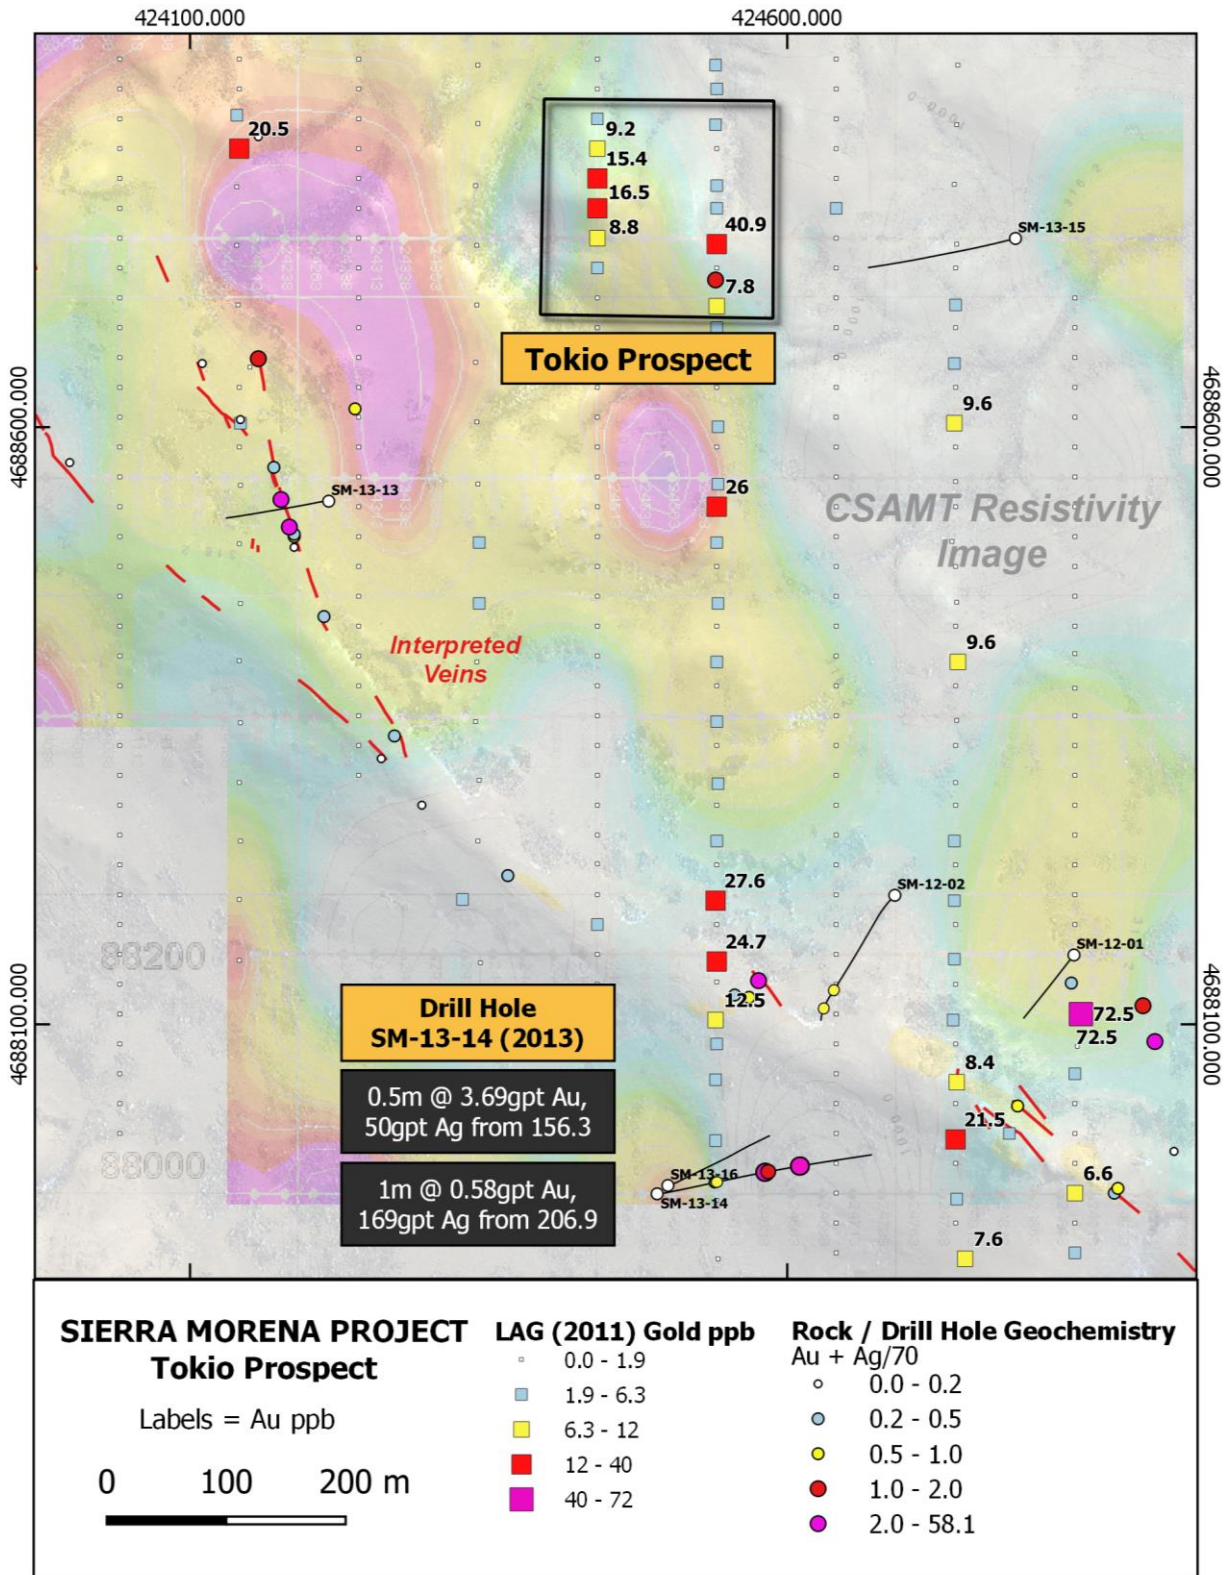 424100.000
424600.000
20.5
9.2
15.4
16.5
8.8
40.9
7.8
SM-13-15
Tokio Prospect
4688600.000
4688600.000
9.6
SM-13-13
26
CSAMT Resistivity
Image
Interpreted
Veins
9.6
27.6
SM-12-02
24.7
SM-12-01
88200
12.5
72.5
72.5
4688100.000
4688100.000
Drill Hole
SM-13-14 (2013)
0.5m @ 3.69gpt Au,
50gpt Ag from 156.3
8.4
21.5
88000
1m @ 0.58gpt Au,
169gpt Ag from 206.9
SM-13-16
SM-13-14
6.6
7.6
SIERRA MORENA PROJECT
Tokio Prospect
Labels = Au ppb
0 100 200 m
LAG (2011) Gold ppb
0.0 - 1.9
1.9 - 6.3
6.3 - 12
12 - 40
40 - 72
Rock / Drill Hole Geochemistry
Au + Ag/70
0.0 - 0.2
0.2 - 0.5
0.5 - 1.0
1.0 - 2.0
2.0 - 58.1